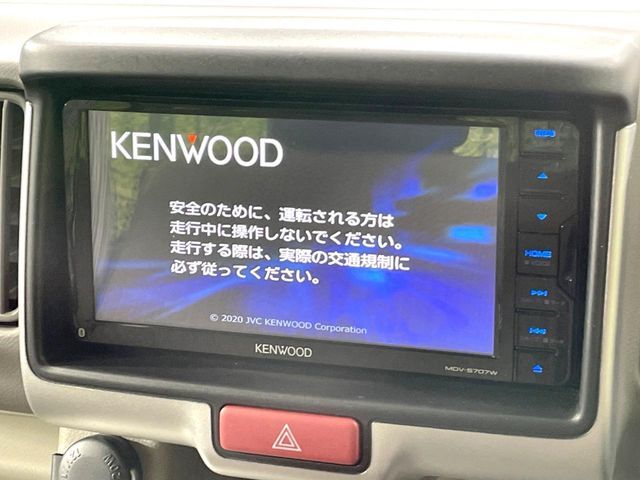 KENWOOD
安全のために、運転される方は
走行中に操作しないでください。
走行する際は、実際の交通規制に
必ず従ってください。
© 2020 JVC KENWOOD Corporation
KENWOOD
MDV-S707W
HOME